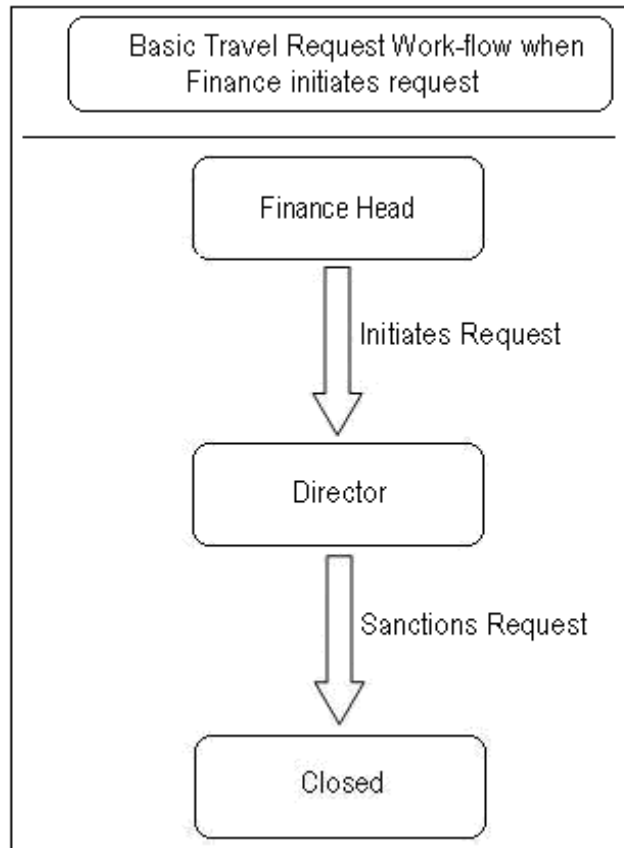 Basic Travel Request Work-flow when
Finance initiates request
Finance Head
Initiates Request
Director
Sanctions Request
Closed